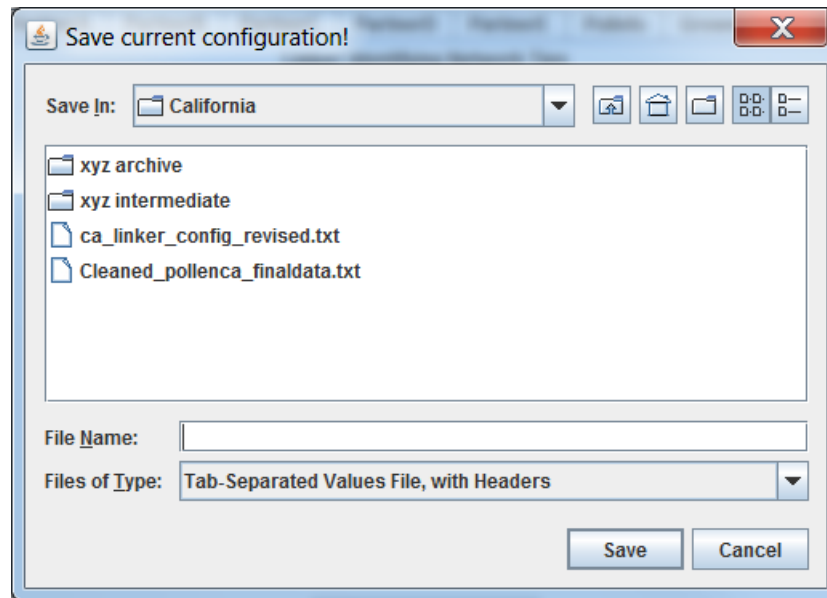 Save current configuration!
Save In: California
xyz archive
xyz intermediate
ca_linker_config_revised.txt
Cleaned_pollenca_finaldata.txt
File Name:
Files of Type: Tab-Separated Values File, with Headers
Save Cancel